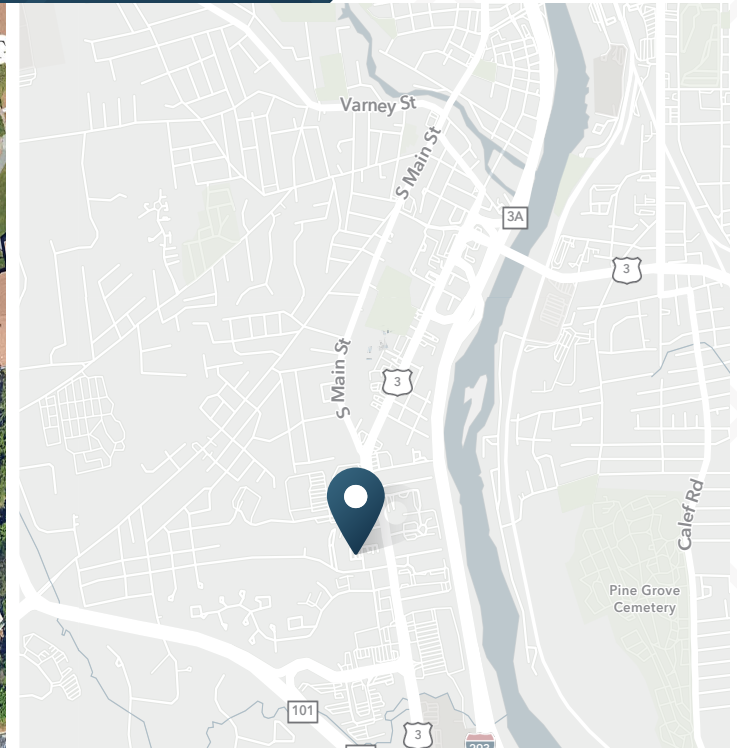 Varney St
S Main St
3A
3
S Main St
3
Calef Rd
Pine Grove
Cemetery
101
3
293